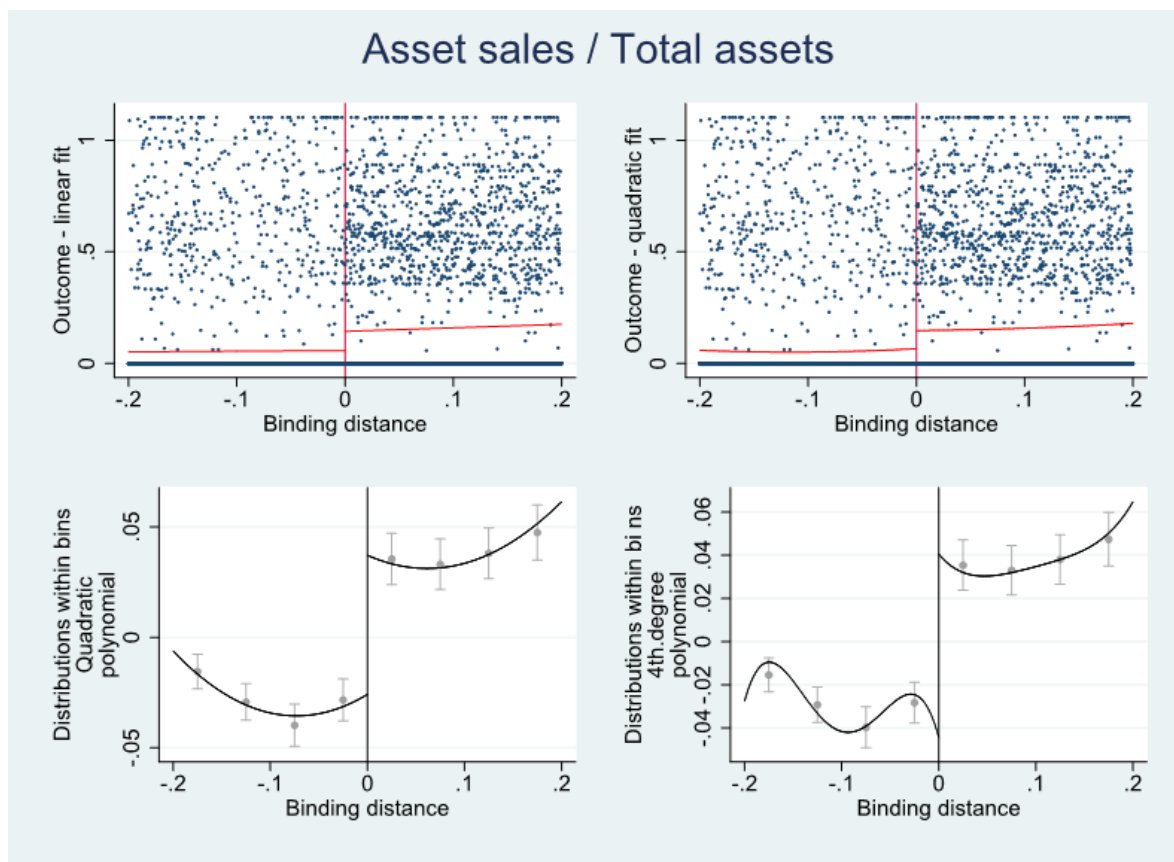 Asset sales / Total assets
Outcome - linear fit
1
.5
0
-.2
-.1
0
.1
.2
Binding distance
Outcome - quadratic fit
1
.5
0
-.2
-.1
0
.1
.2
Binding distance
Distributions within bins
Quadratic
polynomial
.05
0
-.05
-.2
-.1
0
.1
.2
Binding distance
Distributions within bi ns
4th.degree
polynomial
.06
.04
.02
0
-.02
-.04
-.2
-.1
0
.1
.2
Binding distance